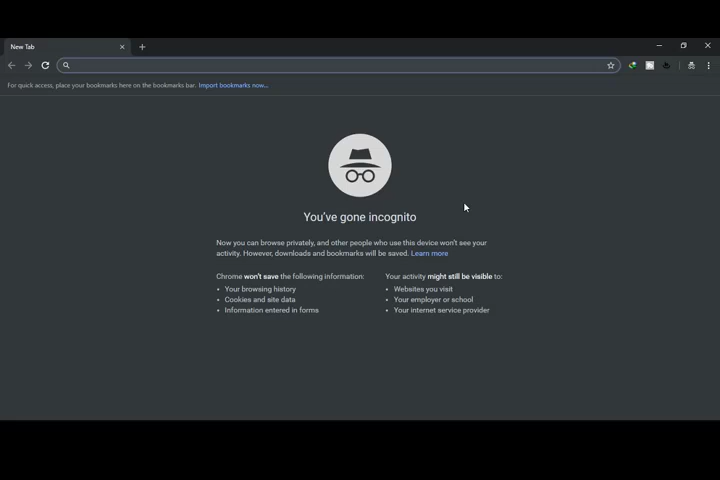 New Tab
For quick access, place your bookmarks here on the bookmarks bar. Import bookmarks now...
You've gone incognito
Now you can browse privately, and other people who use this device won't see your
activity. However, downloads and bookmarks will be saved. Learn more
Chrome won't save the following information:
• Your browsing history
• Cookies and site data
• Information entered in forms
Your activity might still be visible to:
• Websites you visit
• Your employer or school
• Your internet service provider